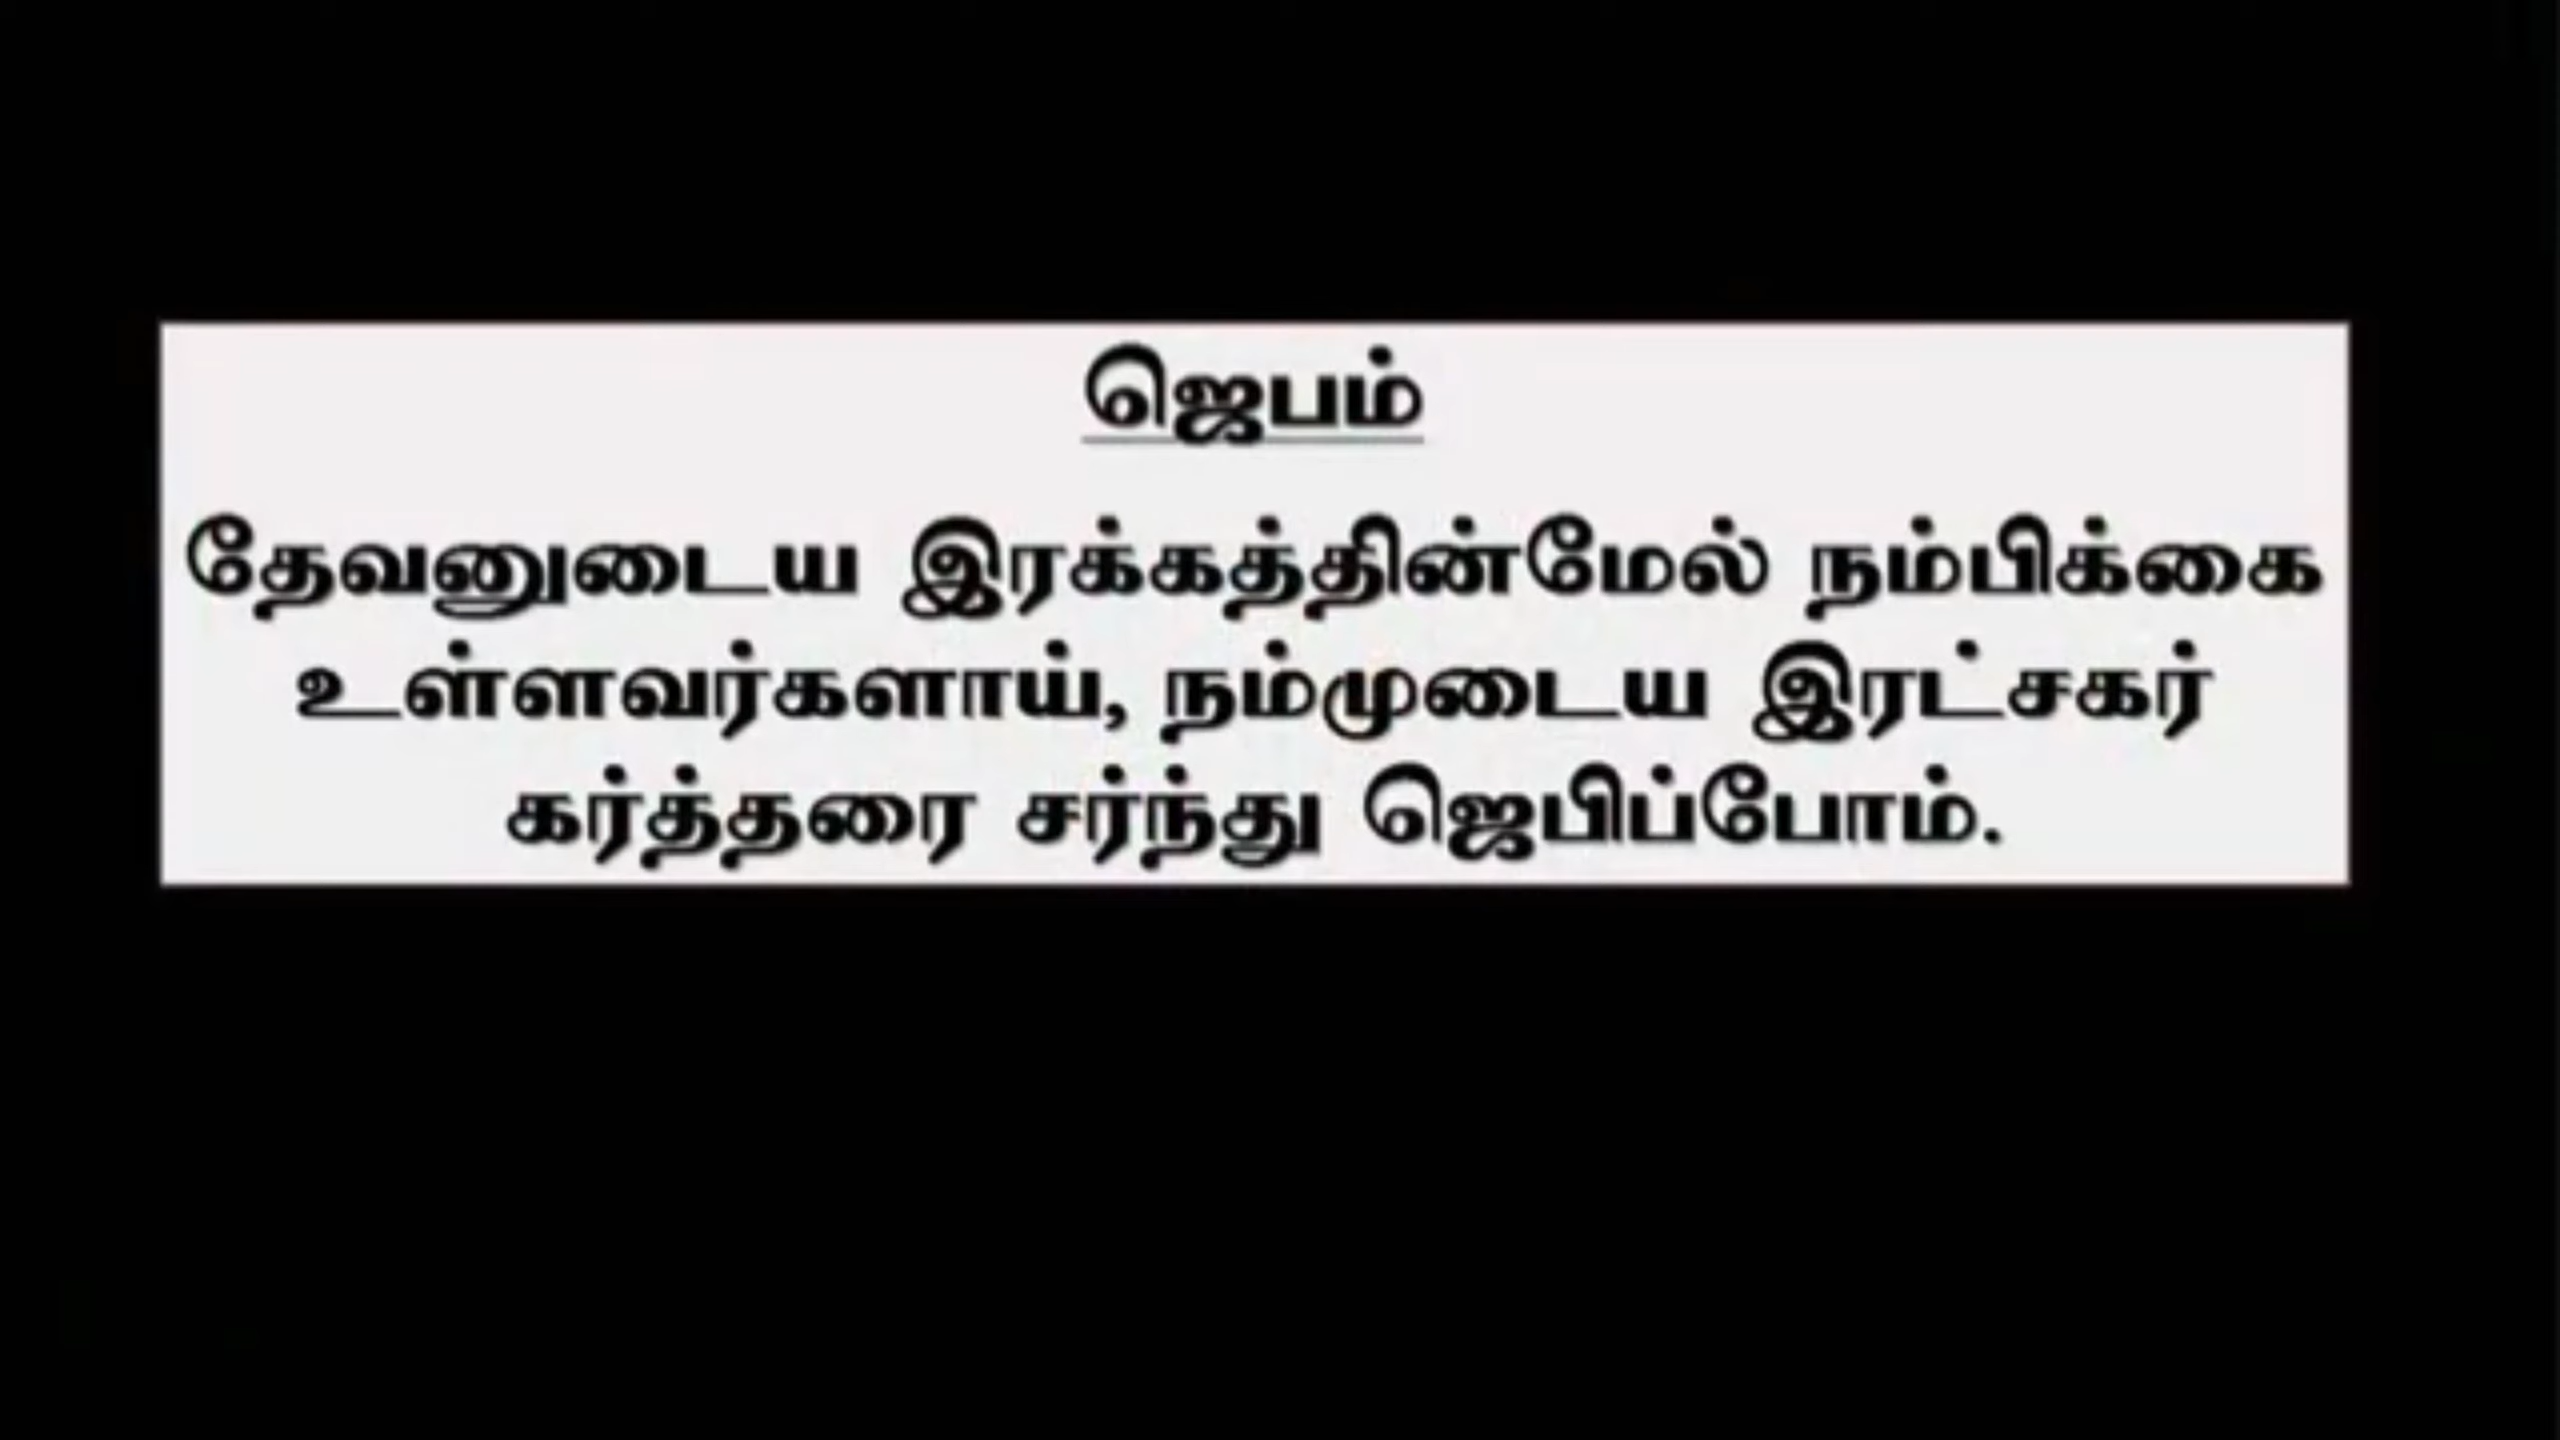 ஜெபம்
தேவனுடைய இரக்கத்தின்மேல் நம்பிக்கை
உள்ளவர்களாய், நம்முடைய இரட்சகர்
கர்த்தரை சர்ந்து ஜெபிப்போம்.